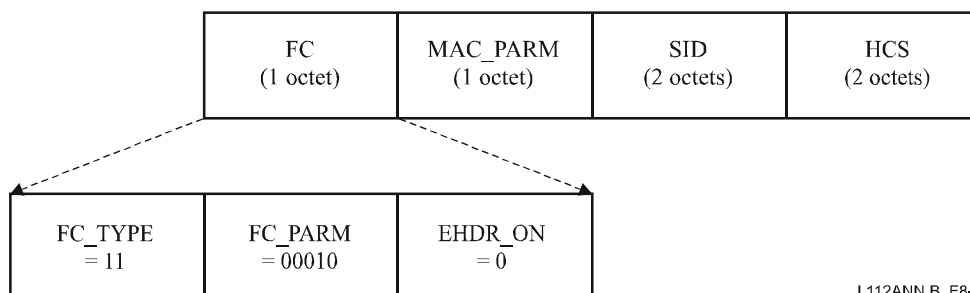 FC
(1 octet)
MAC_PARM
(1 octet)
SID
(2 octets)
HCS
(2 octets)
FC_TYPE
= 11
FC_PARM
= 00010
EHDR_ON
= 0